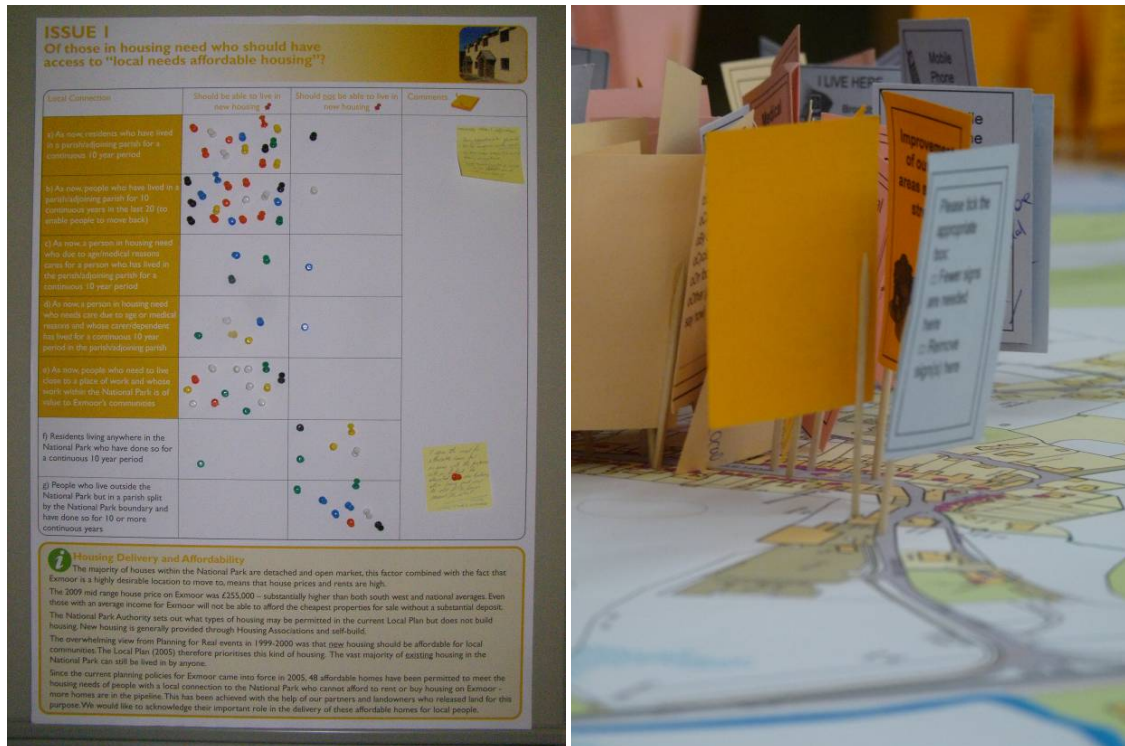 ISSUE 1
Of those in housing need who should have
access to “local needs affordable housing”?
Local Connection
Should be able to live in
new housing
Should not be able to live in
new housing
Comments
a) As now, residents who have lived
in a parish/adjoining parish for a
continuous 10 year period
b) As now, people who have lived in a
parish/adjoining parish for 10
continuous years in the last 20 (to
enable people to move back)
c) As now, a person in housing need
who due to age/medical reasons
cares for a person who has lived in
the parish/adjoining parish for a
continuous 10 year period
d) As now, a person in housing need
who needs care due to age or medical
reasons and whose carer/dependent
has lived for a continuous 10 year
period in the parish/adjoining parish
e) As now, people who need to live
close to a place of work and whose
work within the National Park is of
value to Exmoor's communities
f) Residents living anywhere in the
National Park who have done so for
a continuous 10 year period
g) People who live outside the
National Park but in a parish split
by the National Park boundary and
have done so for 10 or more
continuous years
i Housing Delivery and Affordability
The majority of houses within the National Park are detached and open market, this factor combined with the fact that
Exmoor is a highly desirable location to move to, means that house prices and rents are high.
The 2009 mid range house price on Exmoor was £255,000 – substantially higher than both south west and national averages. Even
those with an average income for Exmoor will not be able to afford the cheapest properties for sale without a substantial deposit.
The National Park Authority sets out what types of housing may be permitted in the current Local Plan but does not build
housing. New housing is generally provided through Housing Associations and self-build.
The overwhelming view from Planning for Real events in 1999-2000 was that new housing should be affordable for local
communities. The Local Plan (2005) therefore prioritises this kind of housing. The vast majority of existing housing in the
National Park can still be lived in by anyone.
Since the current planning policies for Exmoor came into force in 2005, 48 affordable homes have been permitted to meet the
housing needs of people with a local connection to the National Park who cannot afford to rent or buy housing on Exmoor -
more homes are in the pipeline. This has been achieved with the help of our partners and landowners who released land for this
purpose. We would like to acknowledge their important role in the delivery of these affordable homes for local people.
Mobile
Phone
I LIVE HERE
Medical
Improvement
of
areas
Please tick the
appropriate
box:
Fewer signs
are needed
here
Remove
sign(s) here